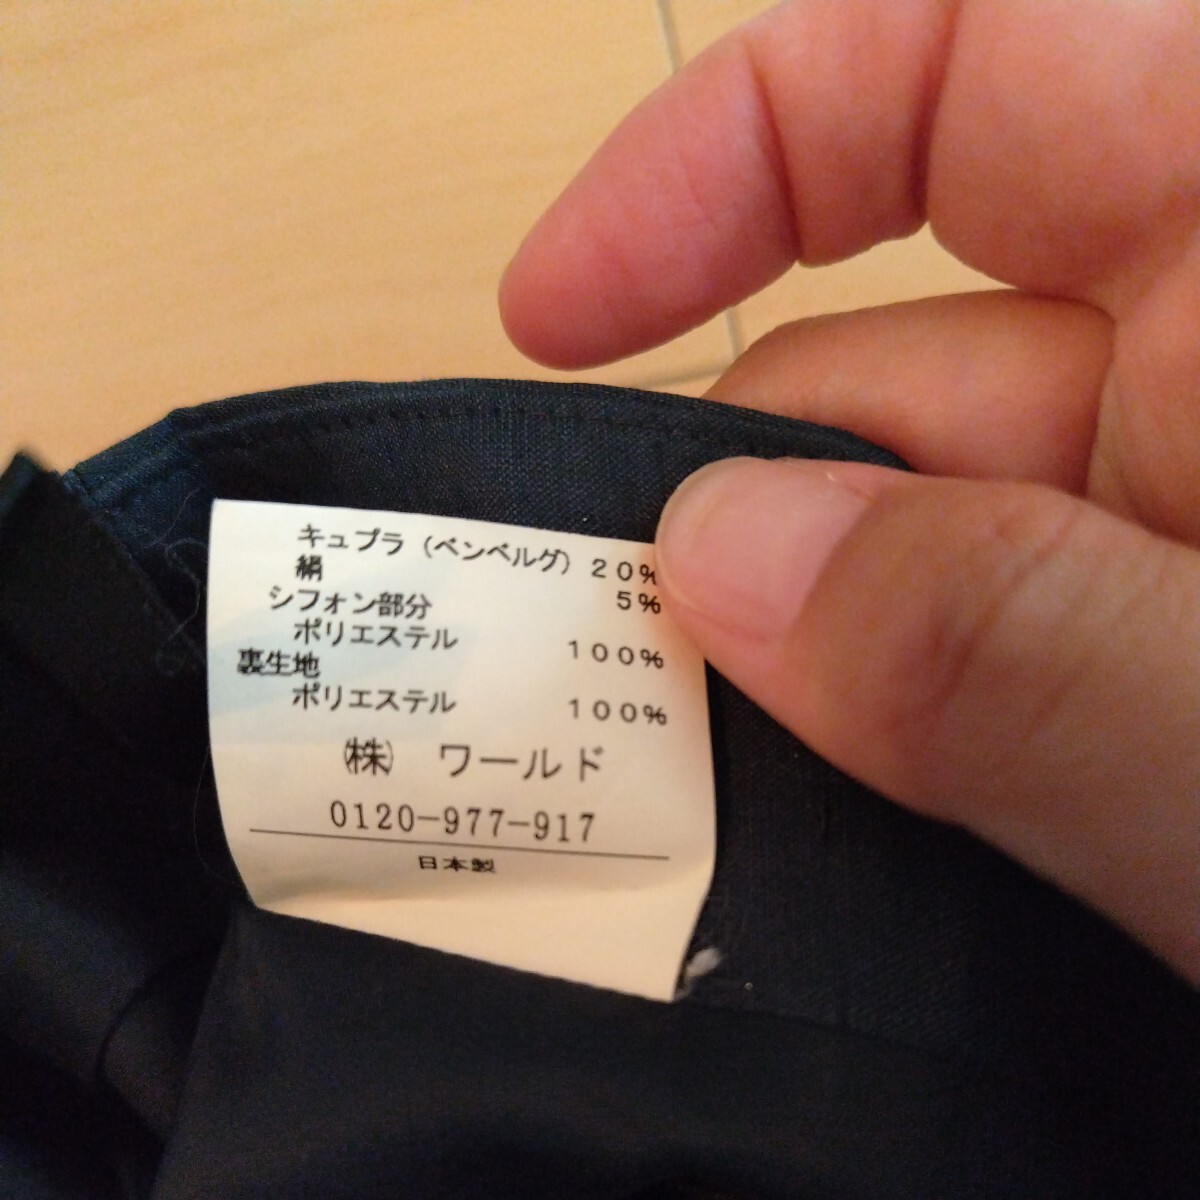 キュプラ（ベンベルグ）20%
絹 5%
シフォン部分
ポリエステル 100%
裏生地
ポリエステル 100%
㈱ ワールド
0120-977-917
日本製